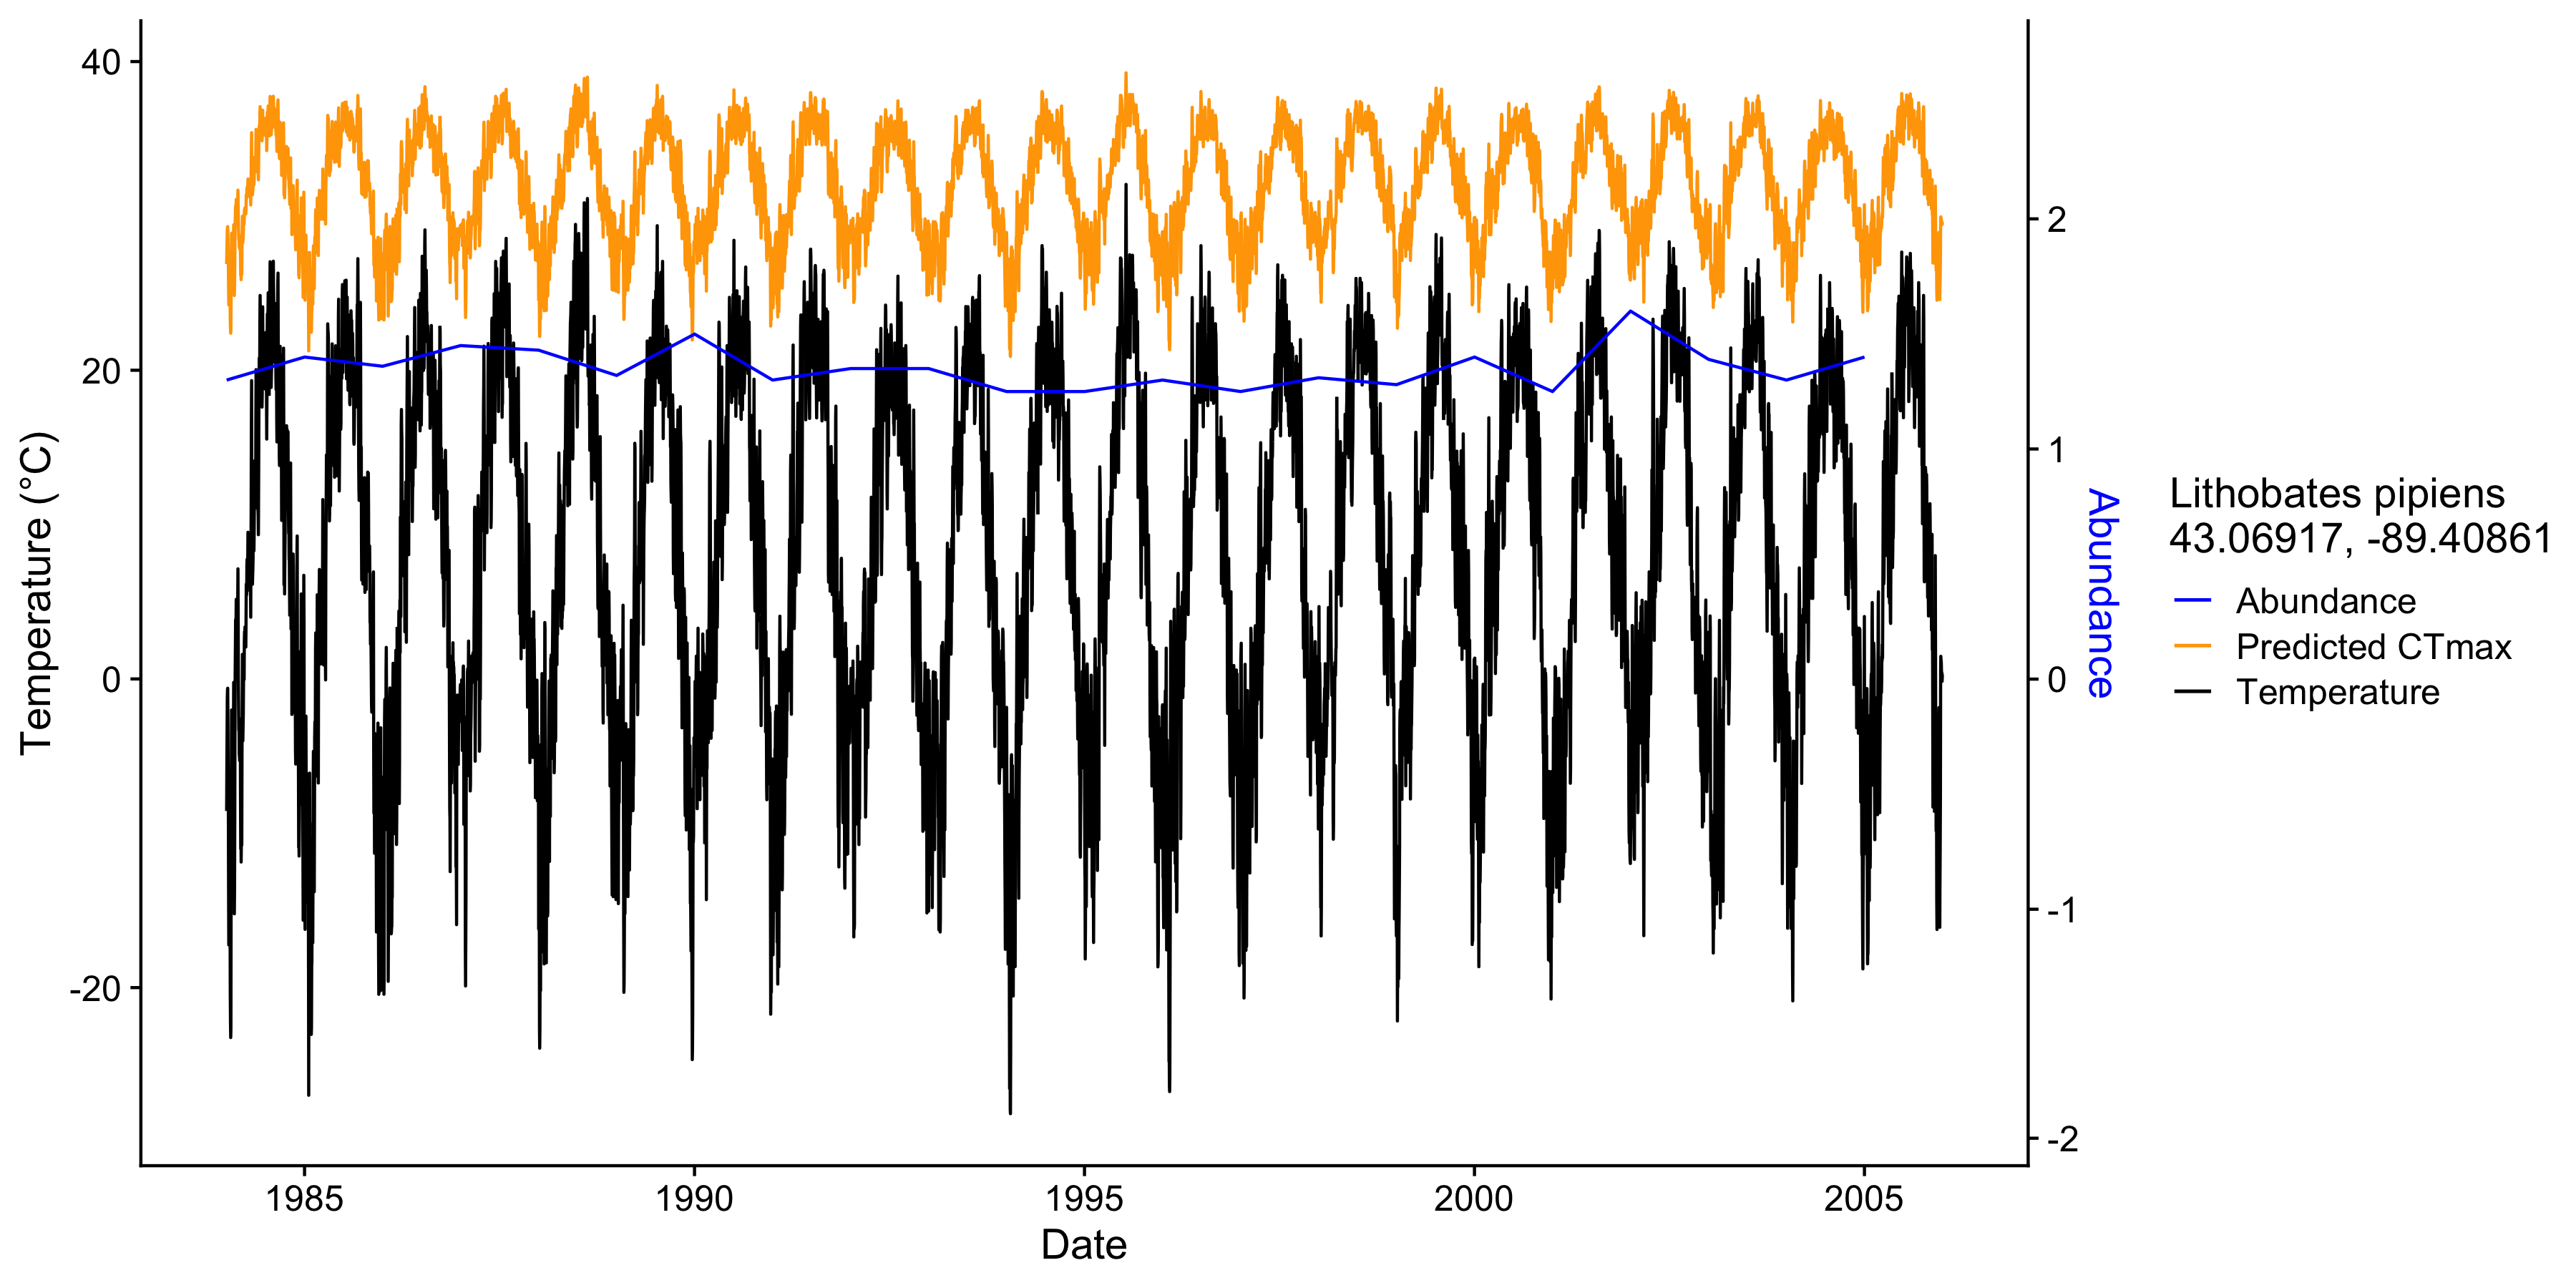 40
20
0
-20
Temperature (°C)
1985
1990
1995
2000
2005
Date
2
1
0
-1
-2
Abundance
Lithobates pipiens
43.06917, -89.40861
Abundance
Predicted CTmax
Temperature